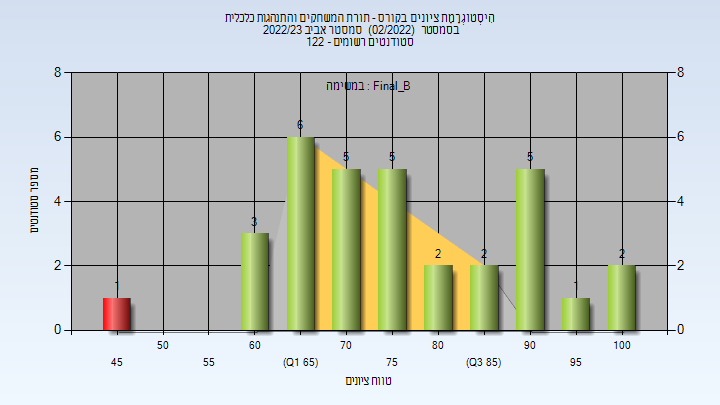 היסטוגרמת ציונים בקורס - תורת המשחקים והתנהגות כלכלית
בסמסטר (02/2022) סמסטר אביב 2022/23
סטודנטים רשומים - 122
במשימה : Final_B
מספר סטודנטים
8 8
6 6
4 4
2 2
0 0
1 3 6 5 5 2 2 5 1 2
50 60 70 80 90 100
45 55 (Q1 65) 75 (Q3 85) 95
טווח ציונים